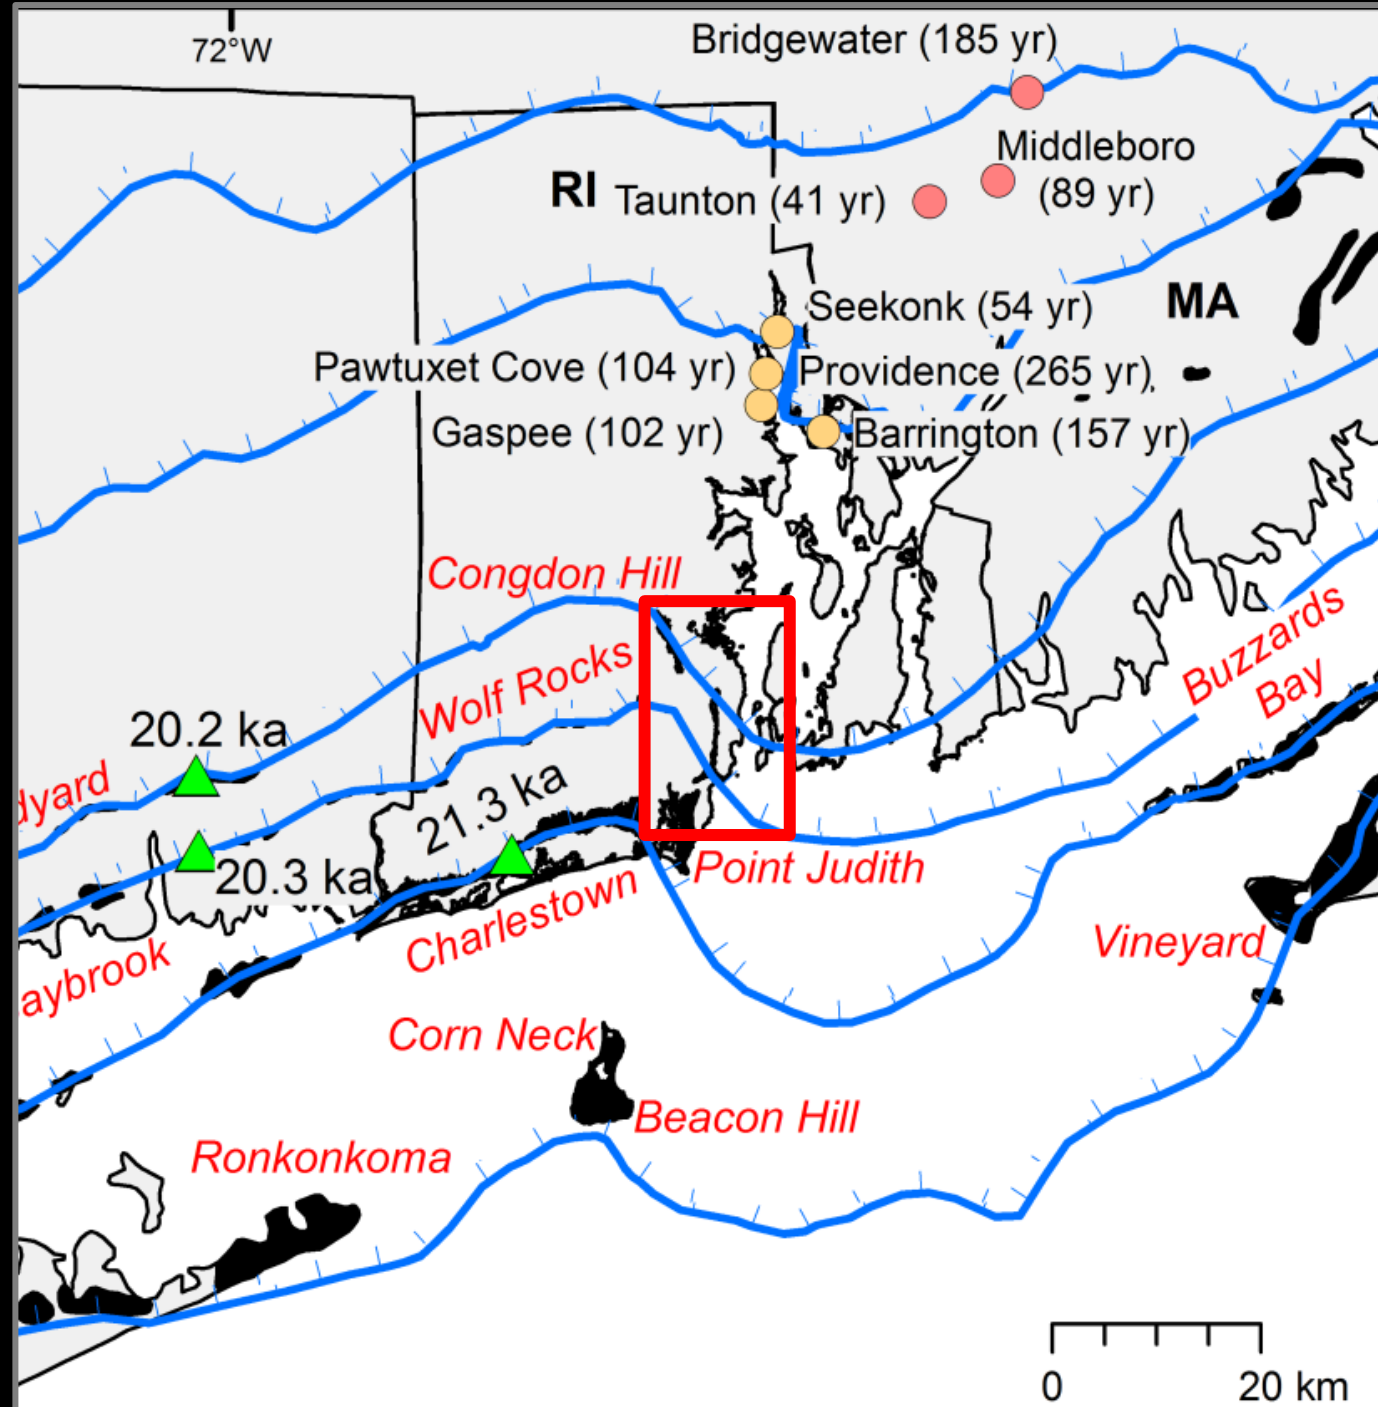 72°W
Bridgewater (185 yr)
Middleboro
(89 yr)
RI
Taunton (41 yr)
Seekonk (54 yr)
MA
Pawtuxet Cove (104 yr)
Providence (265 yr)
Gaspee (102 yr)
Barrington (157 yr)
Congdon Hill
Wolf Rocks
Buzzards
Bay
20.2 ka
dyard
21.3 ka
20.3 ka
Point Judith
Charlestown
Vineyard
aybrook
Corn Neck
Beacon Hill
Ronkonkoma
0 20 km